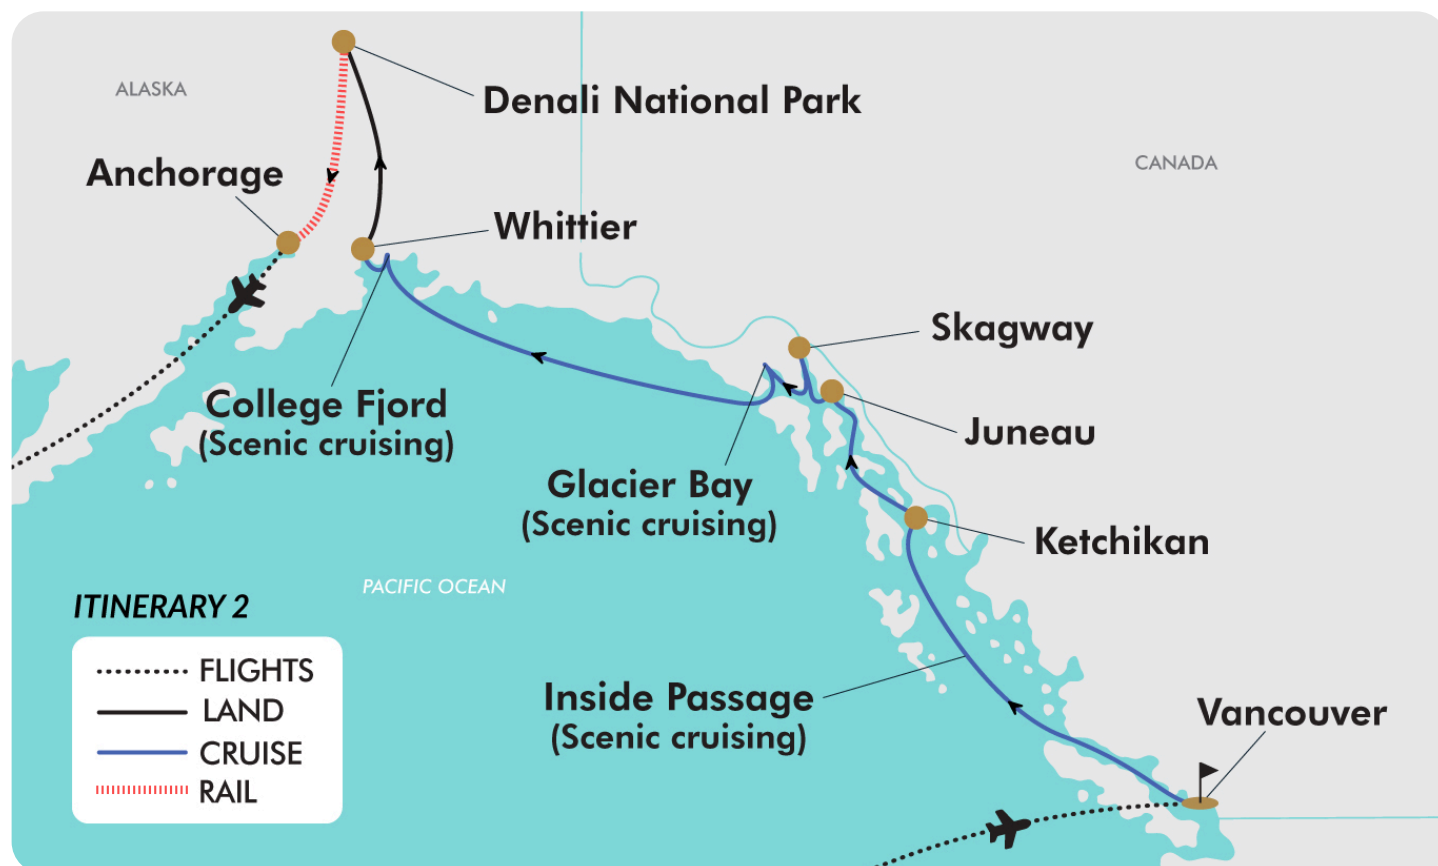 ALASKA
Denali National Park
CANADA
Anchorage
Whittier
Skagway
College Fjord
(Scenic cruising)
Juneau
Glacier Bay
(Scenic cruising)
Ketchikan
PACIFIC OCEAN
ITINERARY 2
FLIGHTS
LAND
CRUISE
RAIL
Inside Passage
(Scenic cruising)
Vancouver